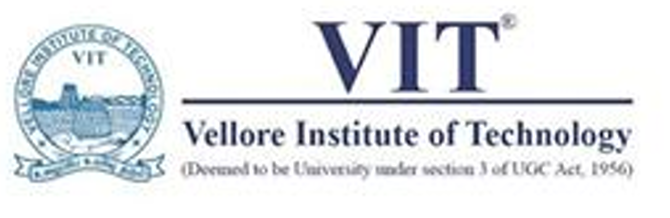 VELLORE INSTITUTE OF TECHNOLOGY
VIT
VIT®
Vellore Institute of Technology
(Deemed to be University under section 3 of UGC Act, 1956)